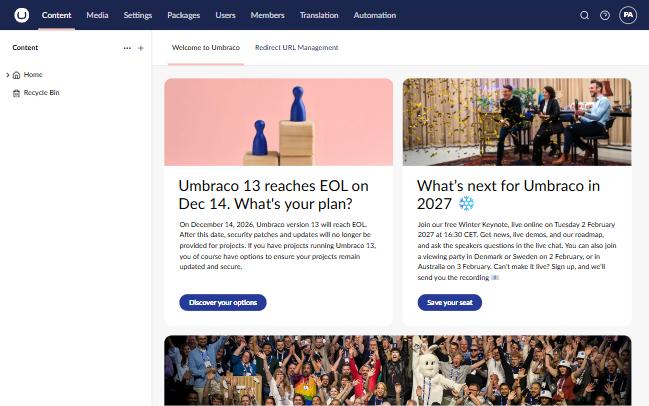 Content Media Settings Packages Users Members Translation Automation PA
Content
Home
Recycle Bin
Welcome to Umbraco Redirect URL Management
Umbraco 13 reaches EOL on
Dec 14. What's your plan?
On December 14, 2026, Umbraco version 13 will reach EOL.
After this date, security patches and updates will no longer be
provided for projects. If you have projects running Umbraco 13,
you of course have options to ensure your projects remain
updated and secure.
Discover your options
What's next for Umbraco in
2027 ❄️
Join our free Winter Keynote, live online on Tuesday 2 February
2027 at 16:30 CET. Get news, live demos, and our roadmap,
and ask the speakers questions in the live chat. You can also join
a viewing party in Denmark or Sweden on 2 February, or in
Australia on 3 February. Can't make it live? Sign up, and we'll
send you the recording
Save your seat